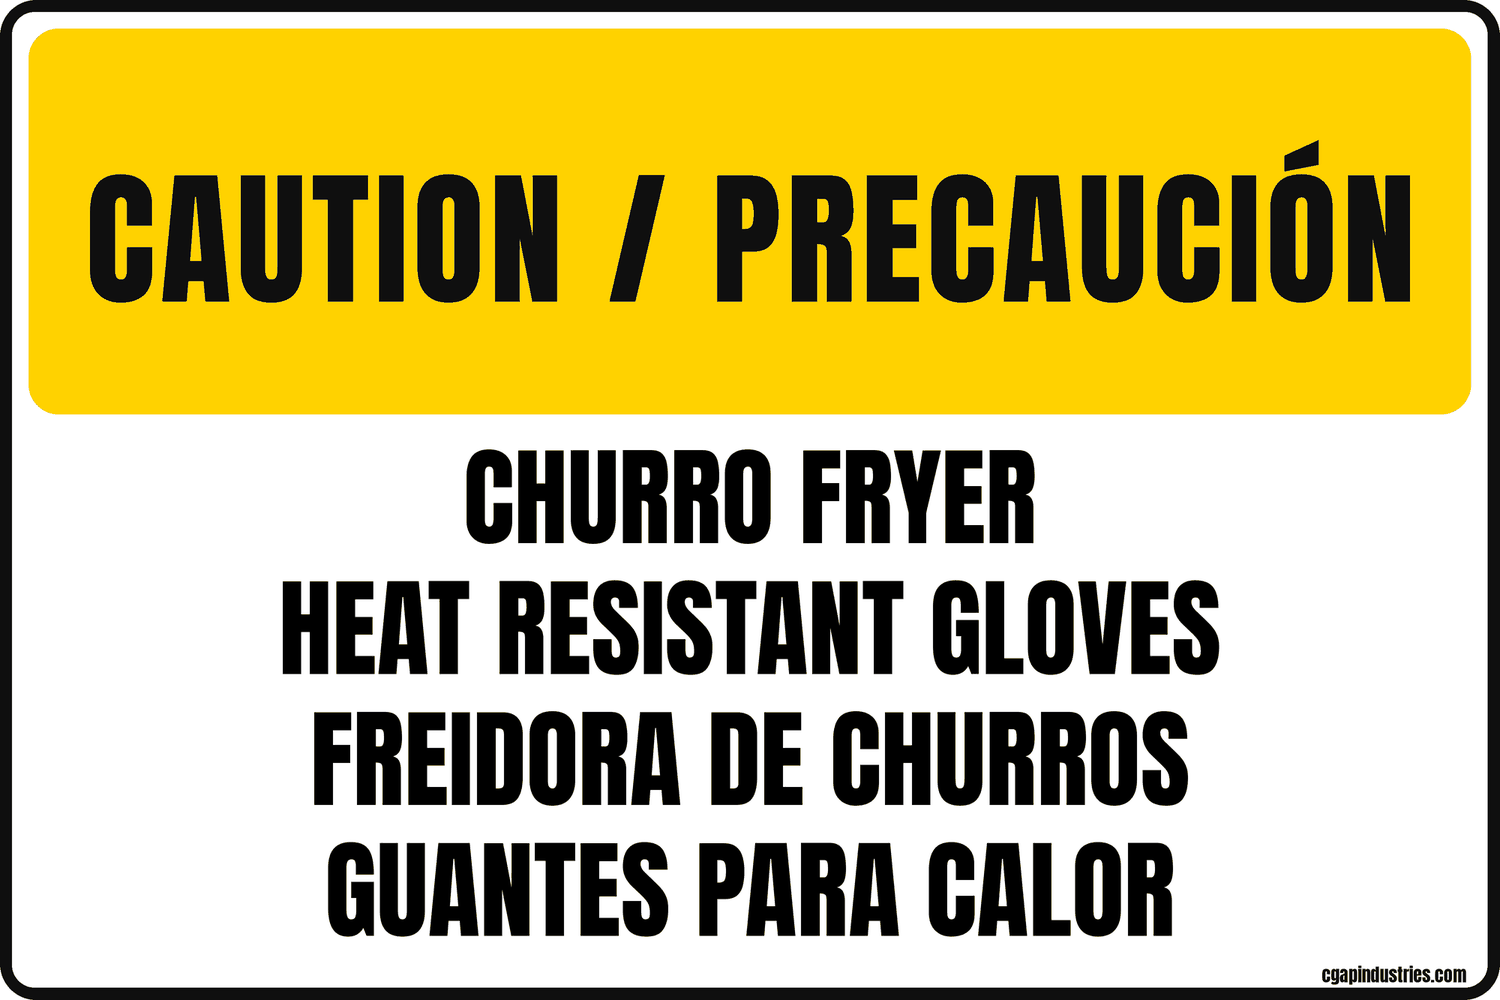 CAUTION / PRECAUCIÓN
CHURRO FRYER
HEAT RESISTANT GLOVES
FREIDORA DE CHURROS
GUANTES PARA CALOR
cgapindustries.com